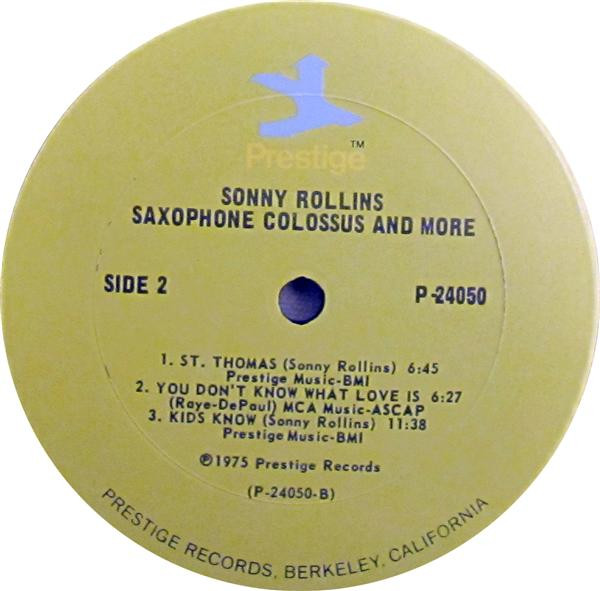 Prestige™
SONNY ROLLINS
SAXOPHONE COLOSSUS AND MORE
SIDE 2
P-24050
1. ST. THOMAS (Sonny Rollins) 6:45
Prestige Music-BMI
2. YOU DON'T KNOW WHAT LOVE IS 6:27
(Raye-DePaul) MCA Music-ASCAP
3. KIDS KNOW (Sonny Rollins) 11:38
Prestige Music-BMI
℗1975 Prestige Records
(P-24050-B)
PRESTIGE RECORDS, BERKELEY, CALIFORNIA